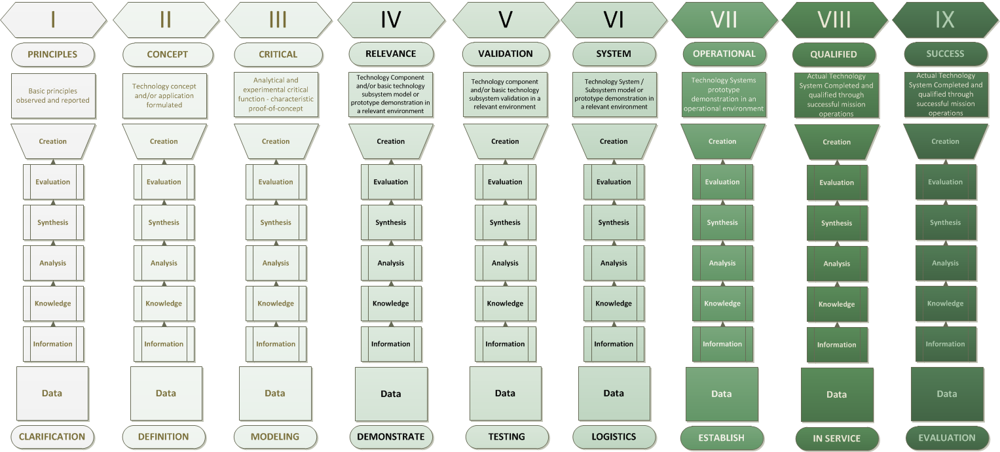 I
II
III
IV
V
VI
VII
VIII
IX
PRINCIPLES
CONCEPT
CRITICAL
RELEVANCE
VALIDATION
SYSTEM
OPERATIONAL
QUALIFIED
SUCCESS
Basic principles
observed and reported
Technology concept
and/or application
formulated
Analytical and
experimental critical
function - characteristic
proof-of-concept
Technology Component
and/or basic technology
subsystem model or
prototype demonstration in
a relevant environment
Technology component
and/or basic technology
subsystem validation in a
relevant environment
Technology System /
Subsystem model or
prototype demonstration in
a relevant environment
Technology Systems
prototype
demonstration in an
operational environment
Actual Technology
System Completed and
qualified through
successful mission
operations
Actual Technology
System Completed and
qualified through
successful mission
operations
Creation
Creation
Creation
Creation
Creation
Creation
Creation
Creation
Creation
Evaluation
Evaluation
Evaluation
Evaluation
Evaluation
Evaluation
Evaluation
Evaluation
Evaluation
Synthesis
Synthesis
Synthesis
Synthesis
Synthesis
Synthesis
Synthesis
Synthesis
Synthesis
Analysis
Analysis
Analysis
Analysis
Analysis
Analysis
Analysis
Analysis
Analysis
Knowledge
Knowledge
Knowledge
Knowledge
Knowledge
Knowledge
Knowledge
Knowledge
Knowledge
Information
Information
Information
Information
Information
Information
Information
Information
Information
Data
Data
Data
Data
Data
Data
Data
Data
Data
CLARIFICATION
DEFINITION
MODELING
DEMONSTRATE
TESTING
LOGISTICS
ESTABLISH
IN SERVICE
EVALUATION